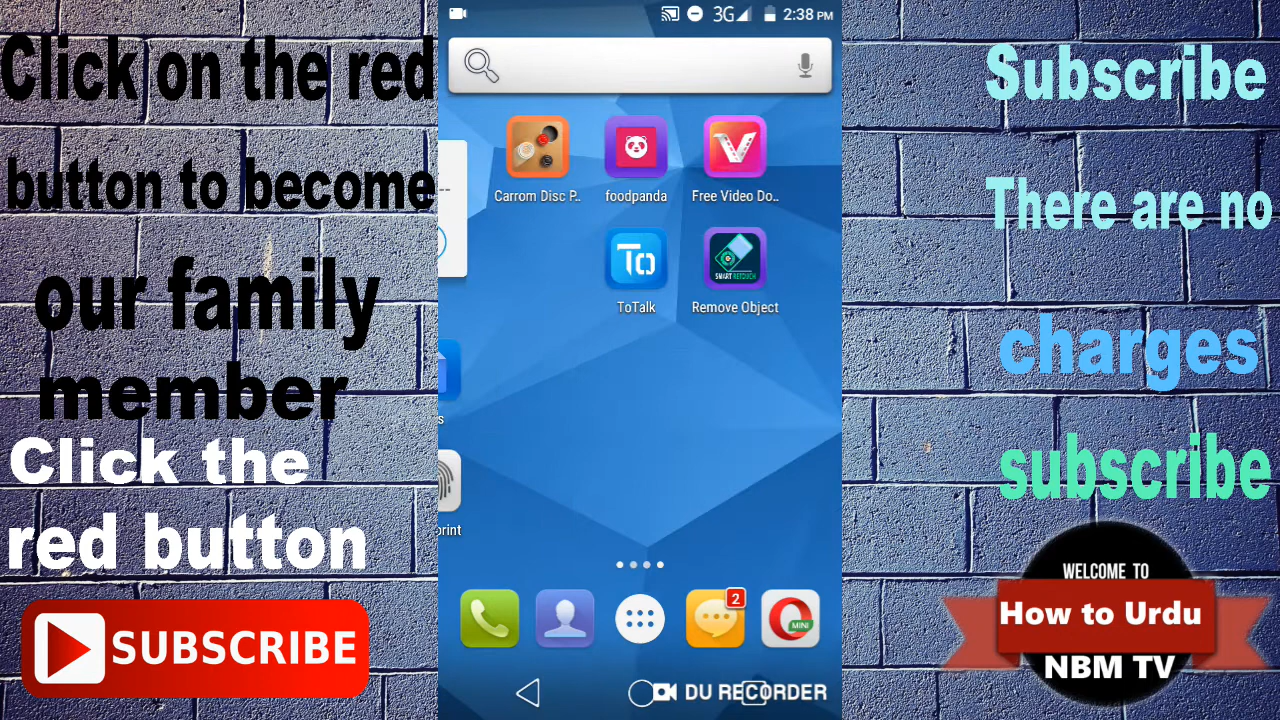 Click on the red
button to become
our family
member
Click the
red button
SUBSCRIBE
3G 2:38 PM
Carrom Disc P..
foodpanda
Free Video Do..
To
ToTalk
SMART RETOUCH
Remove Object
s
print
2
MINI
DU RECORDER
Subscribe
There are no
charges
subscribe
WELCOME TO
How to Urdu
NBM TV